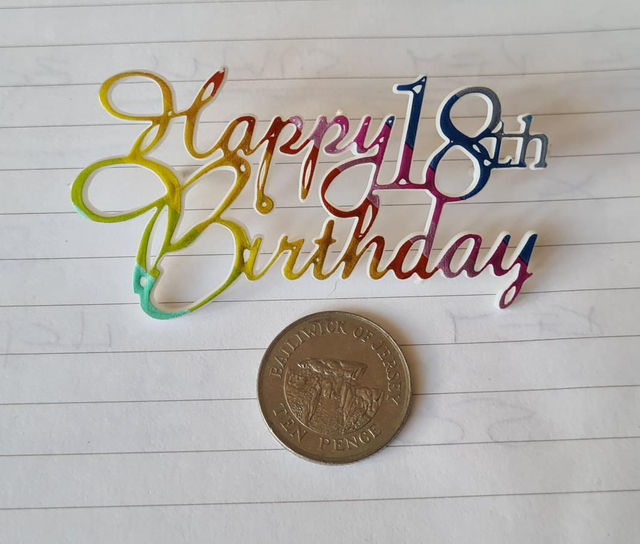 Happy 18th
Birthday
BAILIWICK OF JERSEY
TEN PENCE